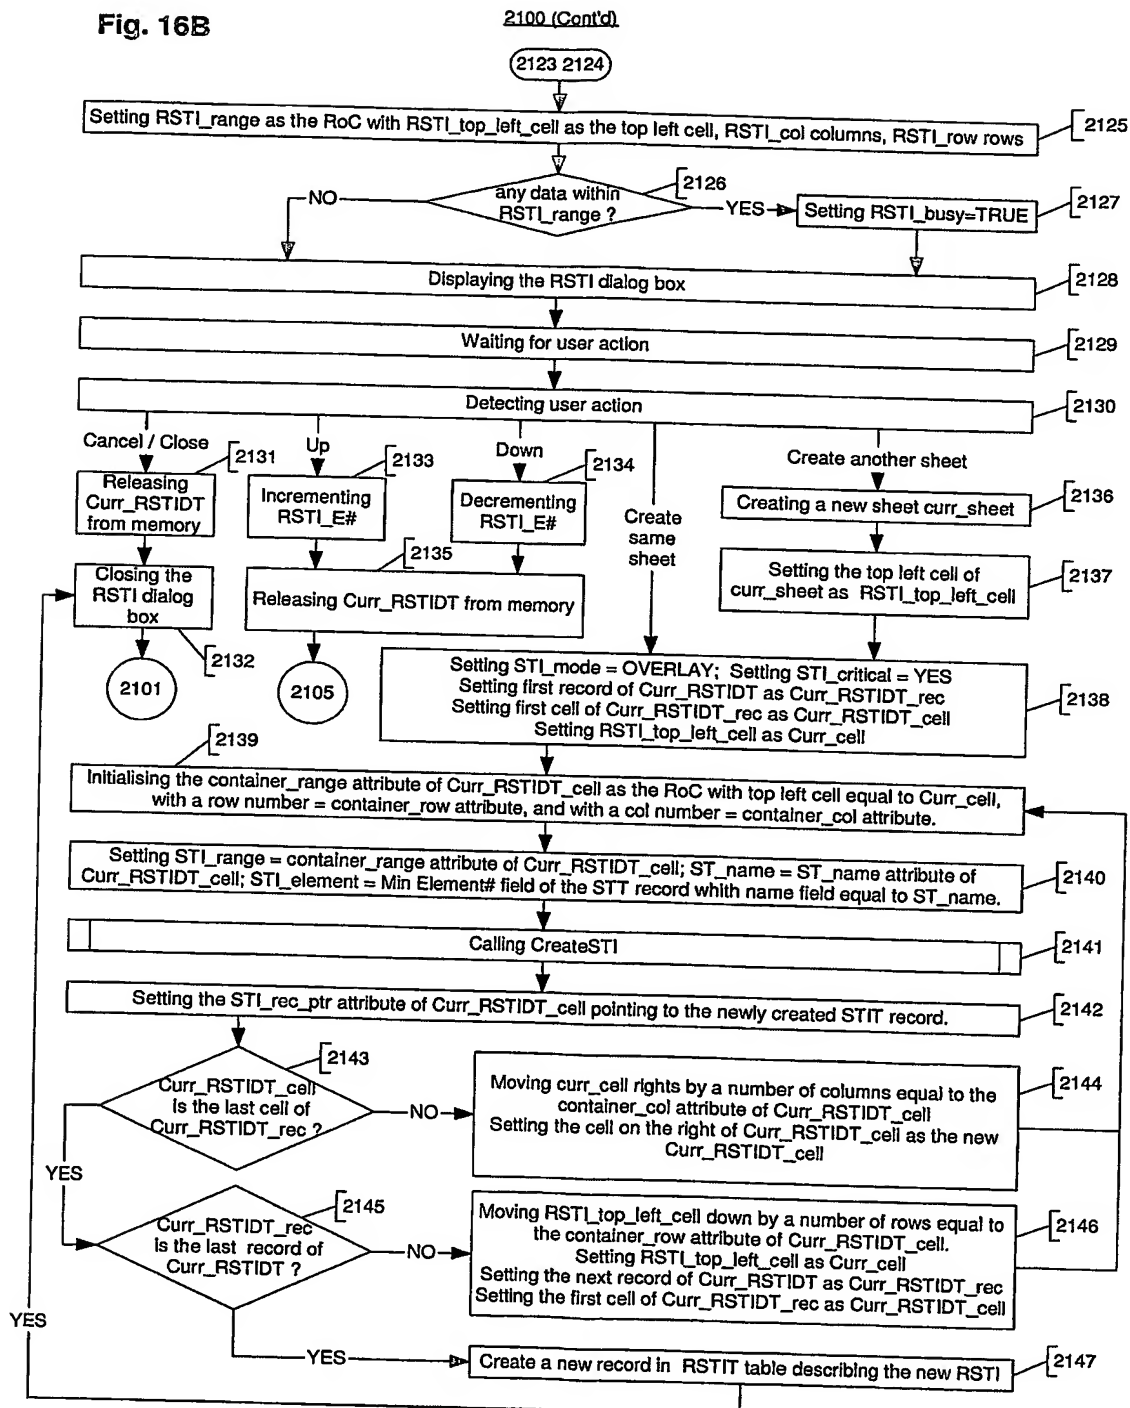 Fig. 16B
2100 (Cont'd)
2123 2124
Setting RSTI_range as the RoC with RSTI_top_left_cell as the top left cell, RSTI_col columns, RSTI_row rows
2125
any data within
RSTI_range ?
2126
NO
YES
Setting RSTI_busy=TRUE
2127
Displaying the RSTI dialog box
2128
Waiting for user action
2129
Detecting user action
2130
Cancel / Close
2131
Releasing
Curr_RSTIDT
from memory
Up
2133
Incrementing
RSTI_E#
Down
2134
Decrementing
RSTI_E#
Create
same
sheet
Create another sheet
2136
Creating a new sheet curr_sheet
2135
Releasing Curr_RSTIDT from memory
Closing the
RSTI dialog
box
2132
2101
2105
Setting the top left cell of
curr_sheet as RSTI_top_left_cell
2137
Setting STI_mode = OVERLAY; Setting STI_critical = YES
Setting first record of Curr_RSTIDT as Curr_RSTIDT_rec
Setting first cell of Curr_RSTIDT_rec as Curr_RSTIDT_cell
Setting RSTI_top_left_cell as Curr_cell
2138
2139
Initialising the container_range attribute of Curr_RSTIDT_cell as the RoC with top left cell equal to Curr_cell,
with a row number = container_row attribute, and with a col number = container_col attribute.
Setting STI_range = container_range attribute of Curr_RSTIDT_cell; ST_name = ST_name attribute of
Curr_RSTIDT_cell; STI_element = Min Element# field of the STT record whith name field equal to ST_name.
2140
Calling CreateSTI
2141
Setting the STI_rec_ptr attribute of Curr_RSTIDT_cell pointing to the newly created STIT record.
2142
2143
Curr_RSTIDT_cell
is the last cell of
Curr_RSTIDT_rec ?
NO
YES
Moving curr_cell rights by a number of columns equal to the
container_col attribute of Curr_RSTIDT_cell
Setting the cell on the right of Curr_RSTIDT_cell as the new
Curr_RSTIDT_cell
2144
2145
Curr_RSTIDT_rec
is the last record of
Curr_RSTIDT ?
NO
Moving RSTI_top_left_cell down by a number of rows equal to
the container_row attribute of Curr_RSTIDT_cell.
Setting RSTI_top_left_cell as Curr_cell
Setting the next record of Curr_RSTIDT as Curr_RSTIDT_rec
Setting the first cell of Curr_RSTIDT_rec as Curr_RSTIDT_cell
2146
YES
YES
Create a new record in RSTIT table describing the new RSTI
2147